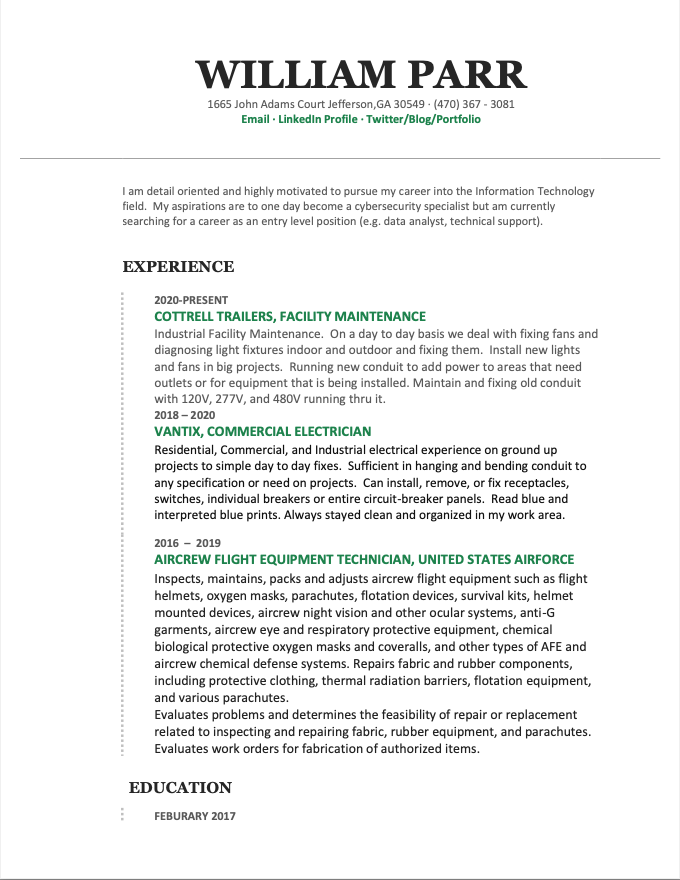 WILLIAM PARR
1665 John Adams Court Jefferson,GA 30549 · (470) 367 - 3081
Email · LinkedIn Profile · Twitter/Blog/Portfolio
I am detail oriented and highly motivated to pursue my career into the Information Technology
field.  My aspirations are to one day become a cybersecurity specialist but am currently
searching for a career as an entry level position (e.g. data analyst, technical support).
EXPERIENCE
2020-PRESENT
COTTRELL TRAILERS, FACILITY MAINTENANCE
Industrial Facility Maintenance.  On a day to day basis we deal with fixing fans and
diagnosing light fixtures indoor and outdoor and fixing them.  Install new lights
and fans in big projects.  Running new conduit to add power to areas that need
outlets or for equipment that is being installed. Maintain and fixing old conduit
with 120V, 277V, and 480V running thru it.
2018 – 2020
VANTIX, COMMERCIAL ELECTRICIAN
Residential, Commercial, and Industrial electrical experience on ground up
projects to simple day to day fixes.  Sufficient in hanging and bending conduit to
any specification or need on projects.  Can install, remove, or fix receptacles,
switches, individual breakers or entire circuit-breaker panels.  Read blue and
interpreted blue prints. Always stayed clean and organized in my work area.
2016  –  2019
AIRCREW FLIGHT EQUIPMENT TECHNICIAN, UNITED STATES AIRFORCE
Inspects, maintains, packs and adjusts aircrew flight equipment such as flight
helmets, oxygen masks, parachutes, flotation devices, survival kits, helmet
mounted devices, aircrew night vision and other ocular systems, anti-G
garments, aircrew eye and respiratory protective equipment, chemical
biological protective oxygen masks and coveralls, and other types of AFE and
aircrew chemical defense systems. Repairs fabric and rubber components,
including protective clothing, thermal radiation barriers, flotation equipment,
and various parachutes.
Evaluates problems and determines the feasibility of repair or replacement
related to inspecting and repairing fabric, rubber equipment, and parachutes.
Evaluates work orders for fabrication of authorized items.
EDUCATION
FEBURARY 2017